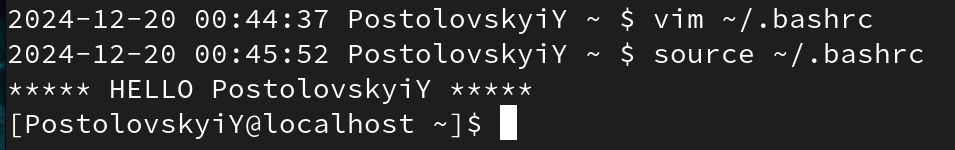 2024-12-20 00:44:37 PostolovskyiY ~ $ vim ~/.bashrc
2024-12-20 00:45:52 PostolovskyiY ~ $ source ~/.bashrc
***** HELLO PostolovskyiY *****
[PostolovskyiY@localhost ~]$